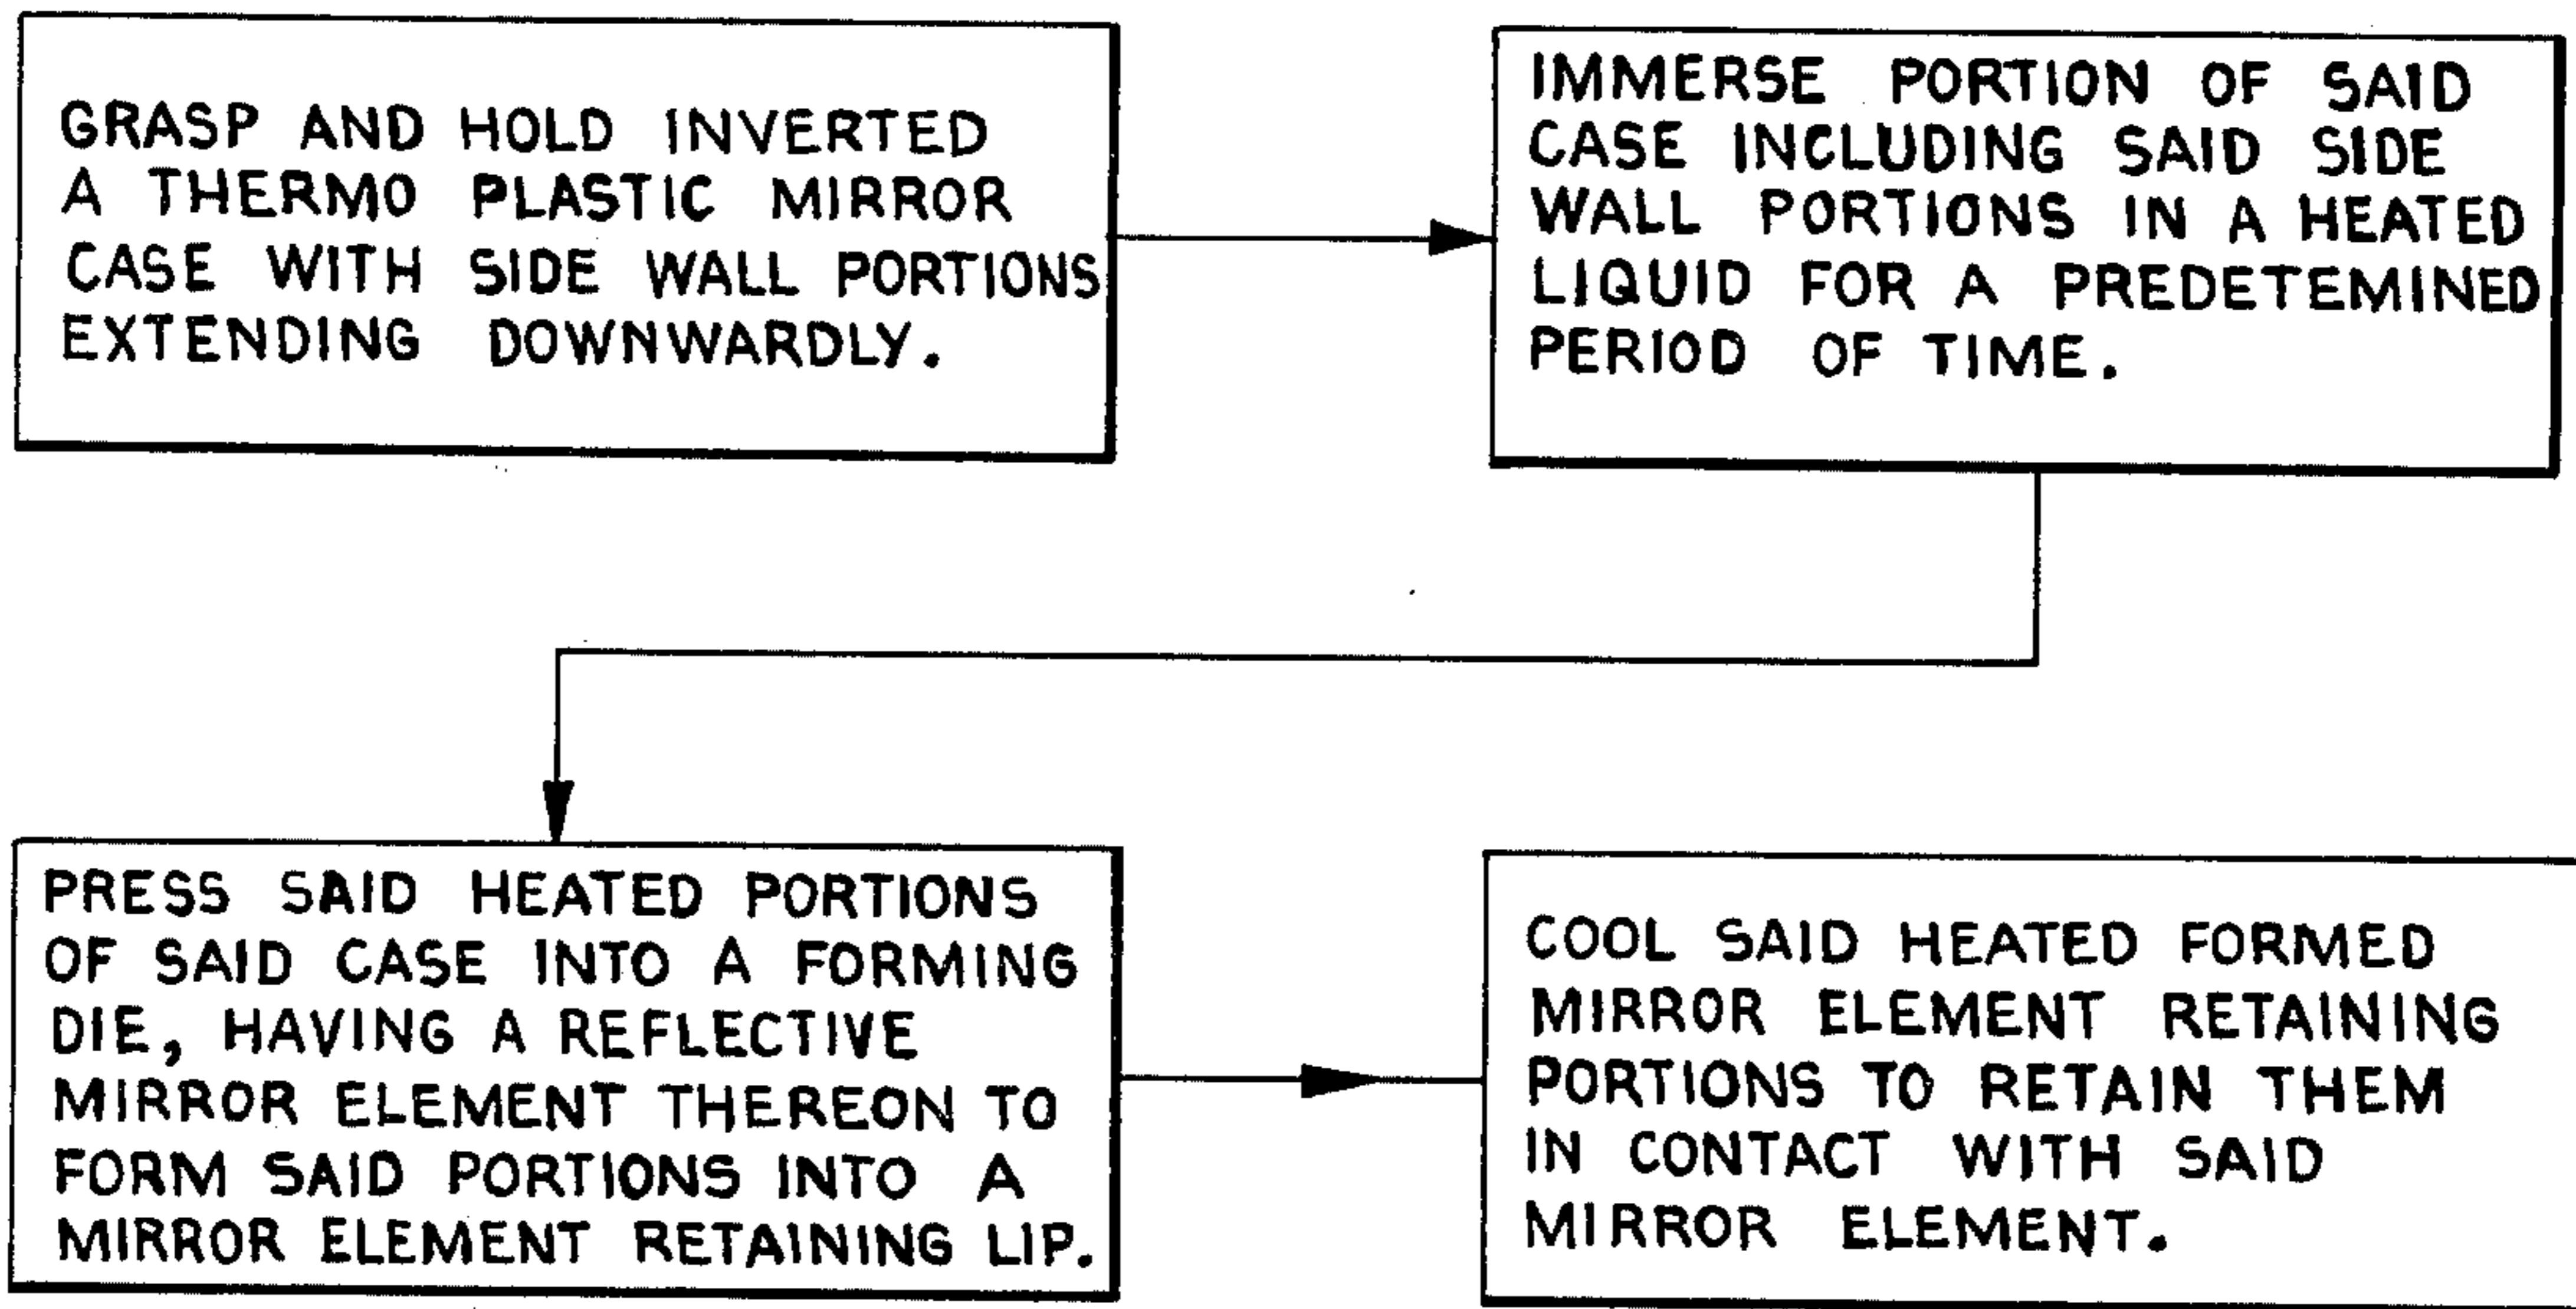 GRASP AND HOLD INVERTED
A THERMO PLASTIC MIRROR
CASE WITH SIDE WALL PORTIONS
EXTENDING DOWNWARDLY.
IMMERSE PORTION OF SAID
CASE INCLUDING SAID SIDE
WALL PORTIONS IN A HEATED
LIQUID FOR A PREDETEMINED
PERIOD OF TIME.
PRESS SAID HEATED PORTIONS
OF SAID CASE INTO A FORMING
DIE, HAVING A REFLECTIVE
MIRROR ELEMENT THEREON TO
FORM SAID PORTIONS INTO A
MIRROR ELEMENT RETAINING LIP.
COOL SAID HEATED FORMED
MIRROR ELEMENT RETAINING
PORTIONS TO RETAIN THEM
IN CONTACT WITH SAID
MIRROR ELEMENT.